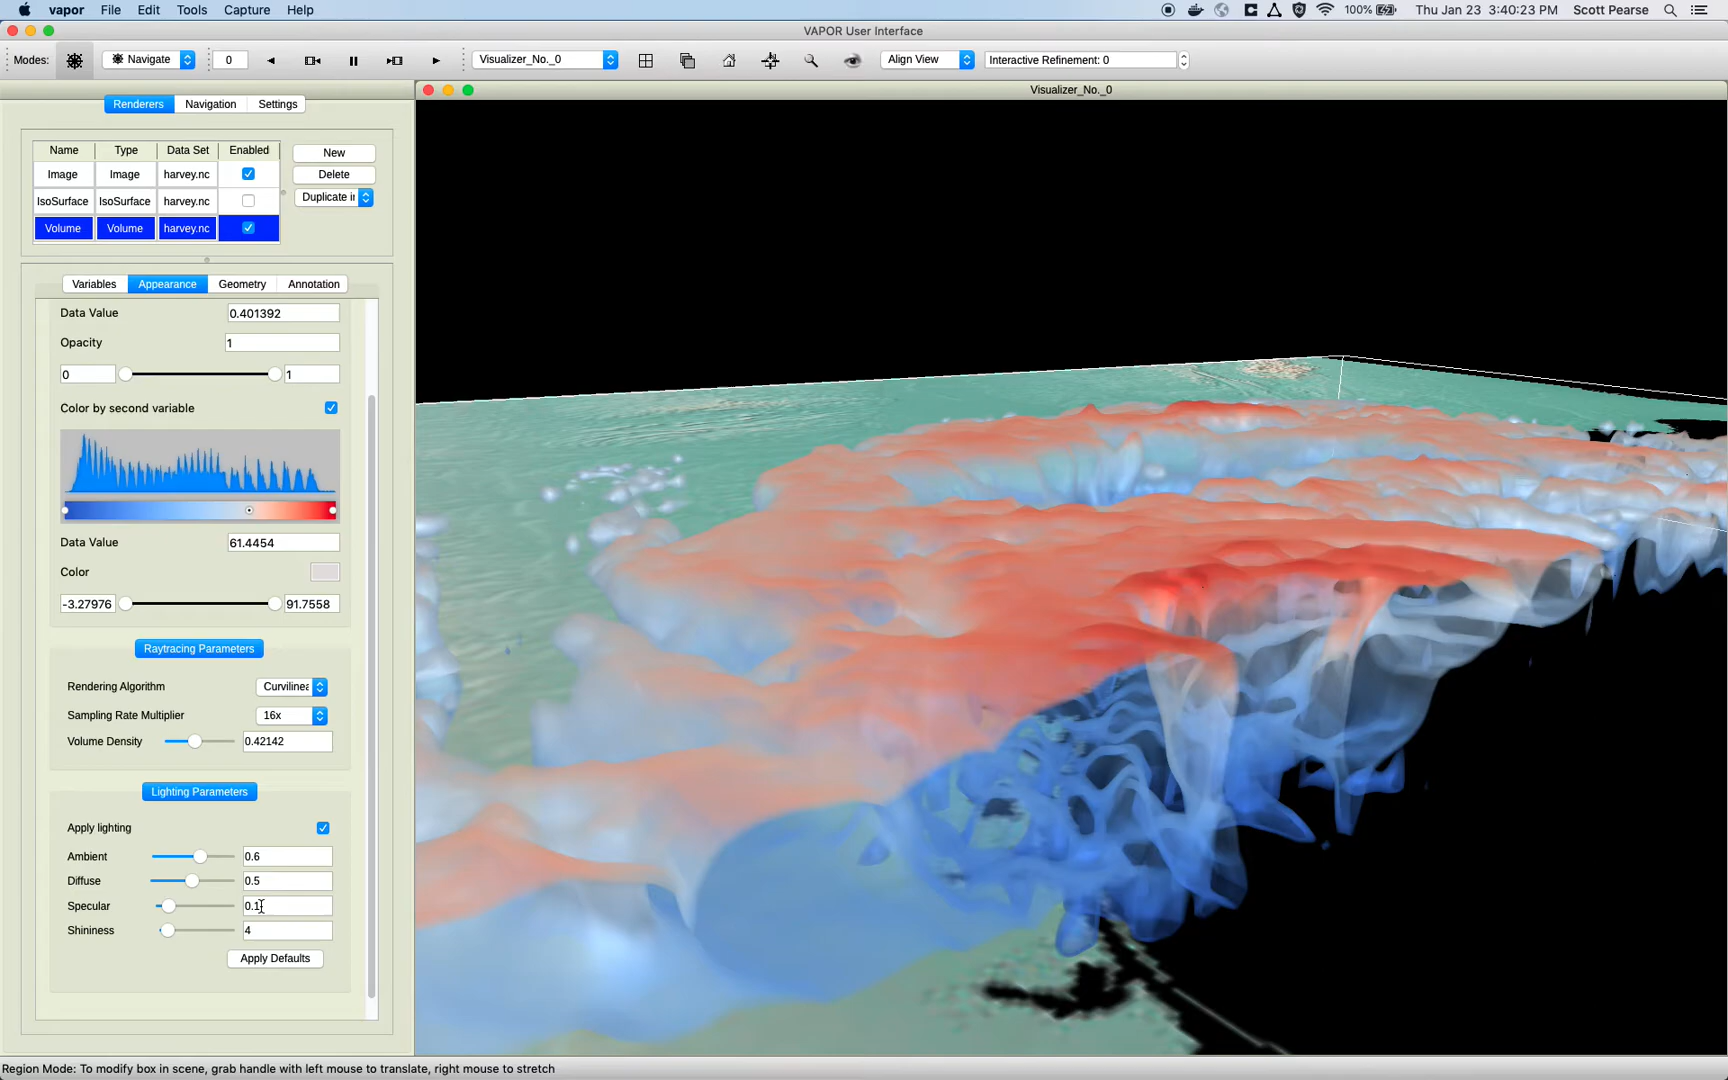 vapor File Edit Tools Capture Help 100% Thu Jan 23 3:40:23 PM Scott Pearse
VAPOR User Interface
Modes: Navigate 0 Visualizer_No._0 Align View Interactive Refinement: 0
Visualizer_No._0
Renderers Navigation Settings
Name Type Data Set Enabled
New
Image Image harvey.nc
Delete
IsoSurface IsoSurface harvey.nc
Duplicate in
Volume Volume harvey.nc
Variables Appearance Geometry Annotation
Data Value 0.401392
Opacity 1
0 1
Color by second variable
Data Value 61.4454
Color
-3.27976 91.7558
Raytracing Parameters
Rendering Algorithm Curvilinea
Sampling Rate Multiplier 16x
Volume Density 0.42142
Lighting Parameters
Apply lighting
Ambient 0.6
Diffuse 0.5
Specular 0.1
Shininess 4
Apply Defaults
Region Mode: To modify box in scene, grab handle with left mouse to translate, right mouse to stretch